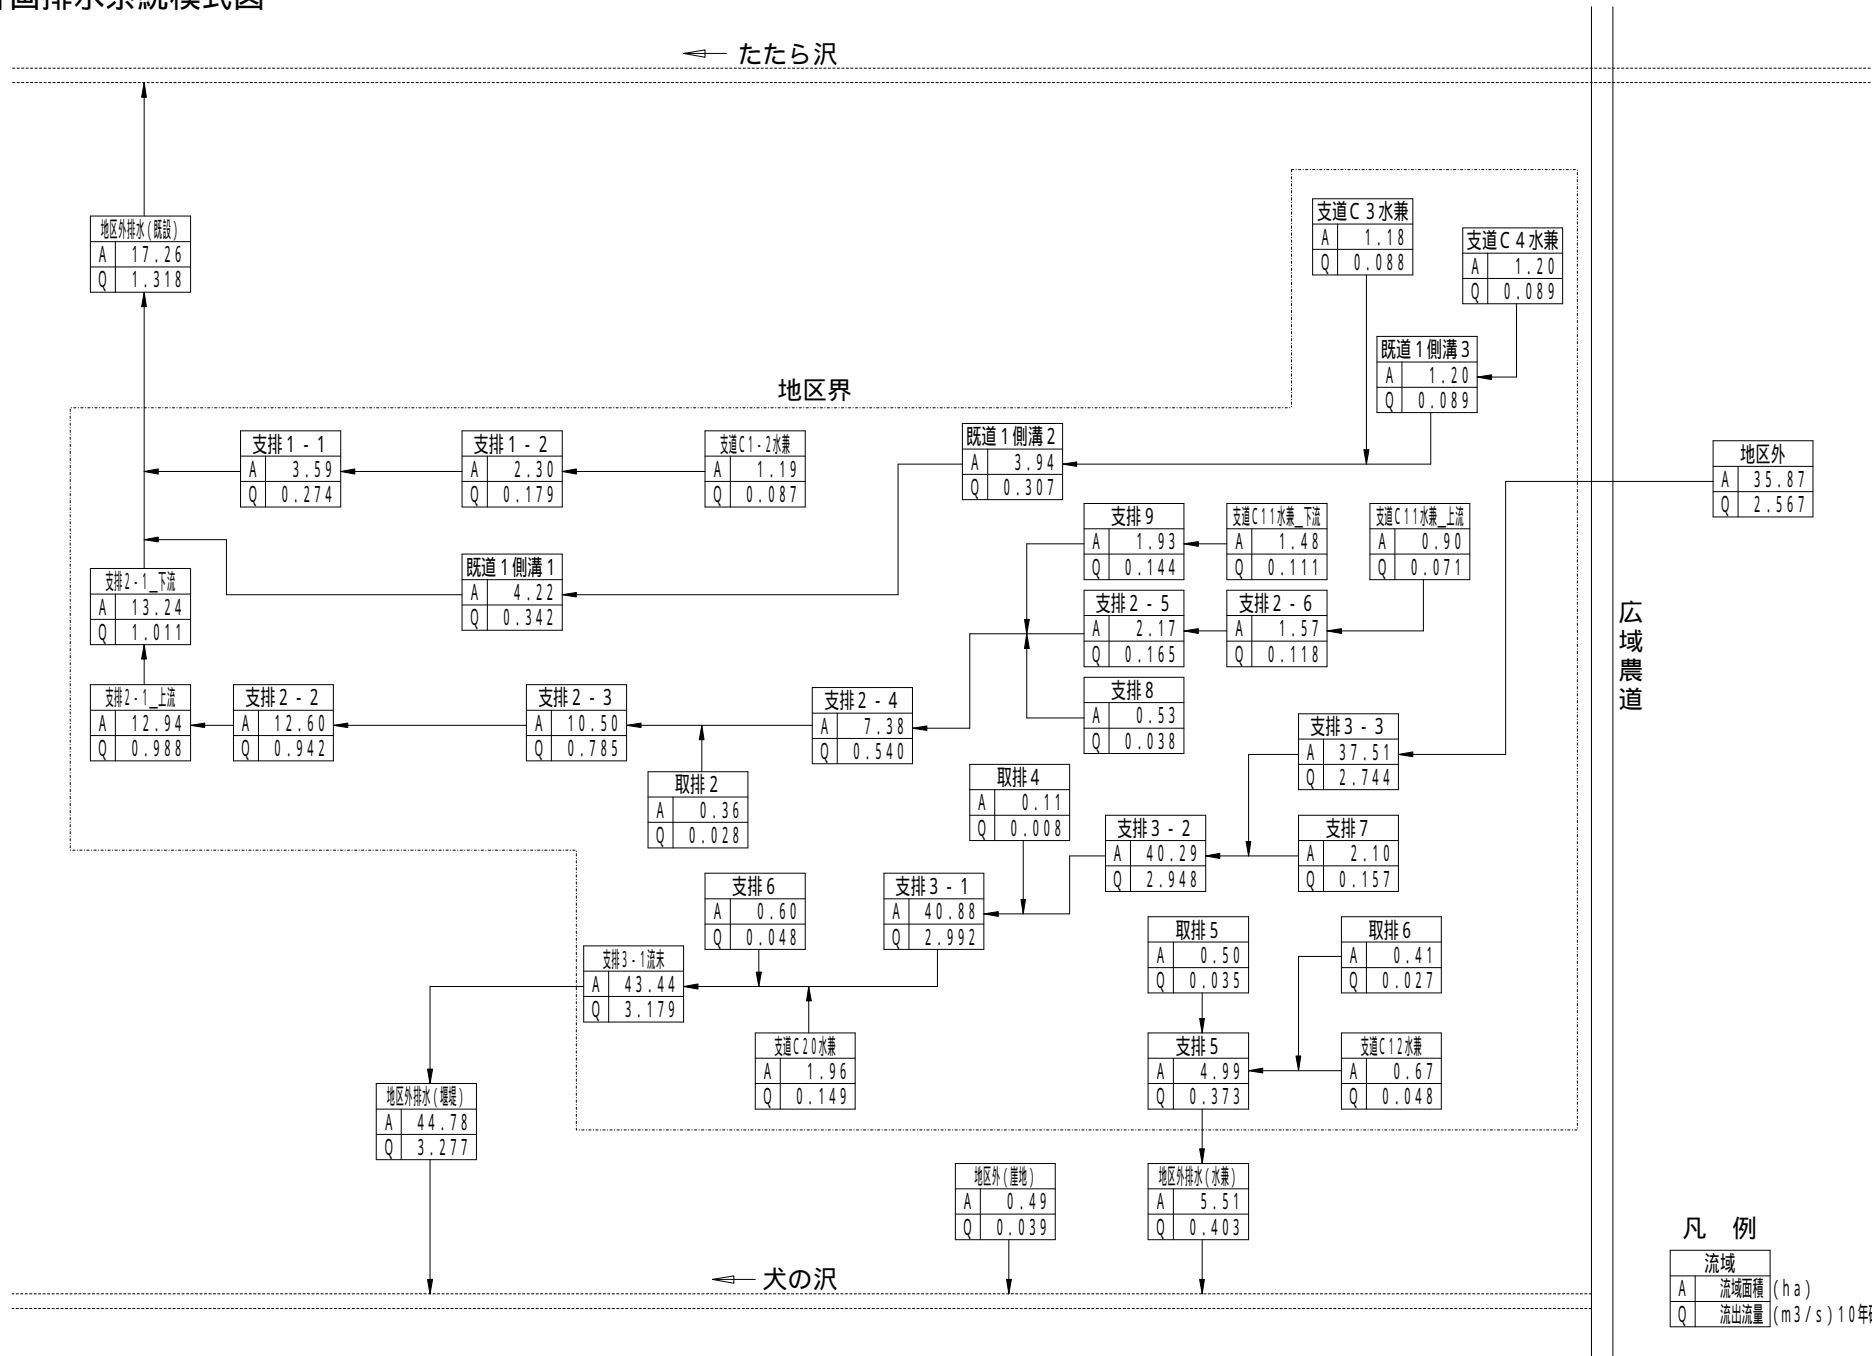 画排水系統模式図
たたら沢
地区外排水(既設)
A 17.26
Q 1.318
支道C3水兼
A 1.18
Q 0.088
支道C4水兼
A 1.20
Q 0.089
既道1側溝3
A 1.20
Q 0.089
地区界
支排1-1
A 3.59
Q 0.274
支排1-2
A 2.30
Q 0.179
支道C1-2水兼
A 1.19
Q 0.087
既道1側溝2
A 3.94
Q 0.307
地区外
A 35.87
Q 2.567
支排9
A 1.93
Q 0.144
支道C11水兼_下流
A 1.48
Q 0.111
支道C11水兼_上流
A 0.90
Q 0.071
既道1側溝1
A 4.22
Q 0.342
支排2-1_下流
A 13.24
Q 1.011
支排2-5
A 2.17
Q 0.165
支排2-6
A 1.57
Q 0.118
広域農道
支排2-1_上流
A 12.94
Q 0.988
支排2-2
A 12.60
Q 0.942
支排2-3
A 10.50
Q 0.785
支排2-4
A 7.38
Q 0.540
支排8
A 0.53
Q 0.038
支排3-3
A 37.51
Q 2.744
取排2
A 0.36
Q 0.028
取排4
A 0.11
Q 0.008
支排3-2
A 40.29
Q 2.948
支排7
A 2.10
Q 0.157
支排6
A 0.60
Q 0.048
支排3-1
A 40.88
Q 2.992
取排5
A 0.50
Q 0.035
取排6
A 0.41
Q 0.027
支排3-1流末
A 43.44
Q 3.179
支道C20水兼
A 1.96
Q 0.149
支排5
A 4.99
Q 0.373
支道C12水兼
A 0.67
Q 0.048
地区外排水(堰堤)
A 44.78
Q 3.277
地区外(崖地)
A 0.49
Q 0.039
地区外排水(水兼)
A 5.51
Q 0.403
犬の沢
凡 例
流域
A 流域面積 (ha)
Q 流出流量 (m3/s)10年